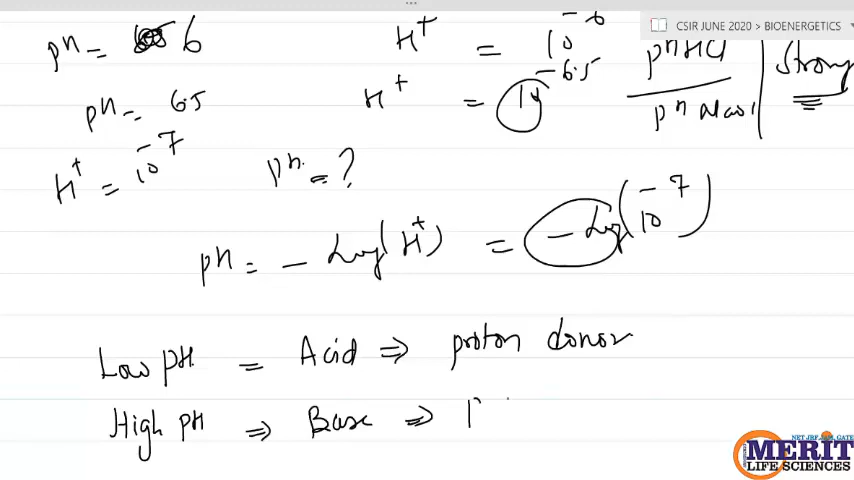 CSIR JUNE 2020 > BIOENERGETICS
pH = 6
H⁺ = 10⁻⁶
pH HCl
Strong
pH = 6.5
H⁺ = 10⁻⁶·⁵
pH NaOH
H⁺ = 10⁻⁷
pH = ?
pH = - Log(H⁺) = - Log(10⁻⁷)
Low pH = Acid ⇒ proton donor
High pH ⇒ Base ⇒ P
NET JRF, IIT JAM, GATE
MERIT
LIFE SCIENCES